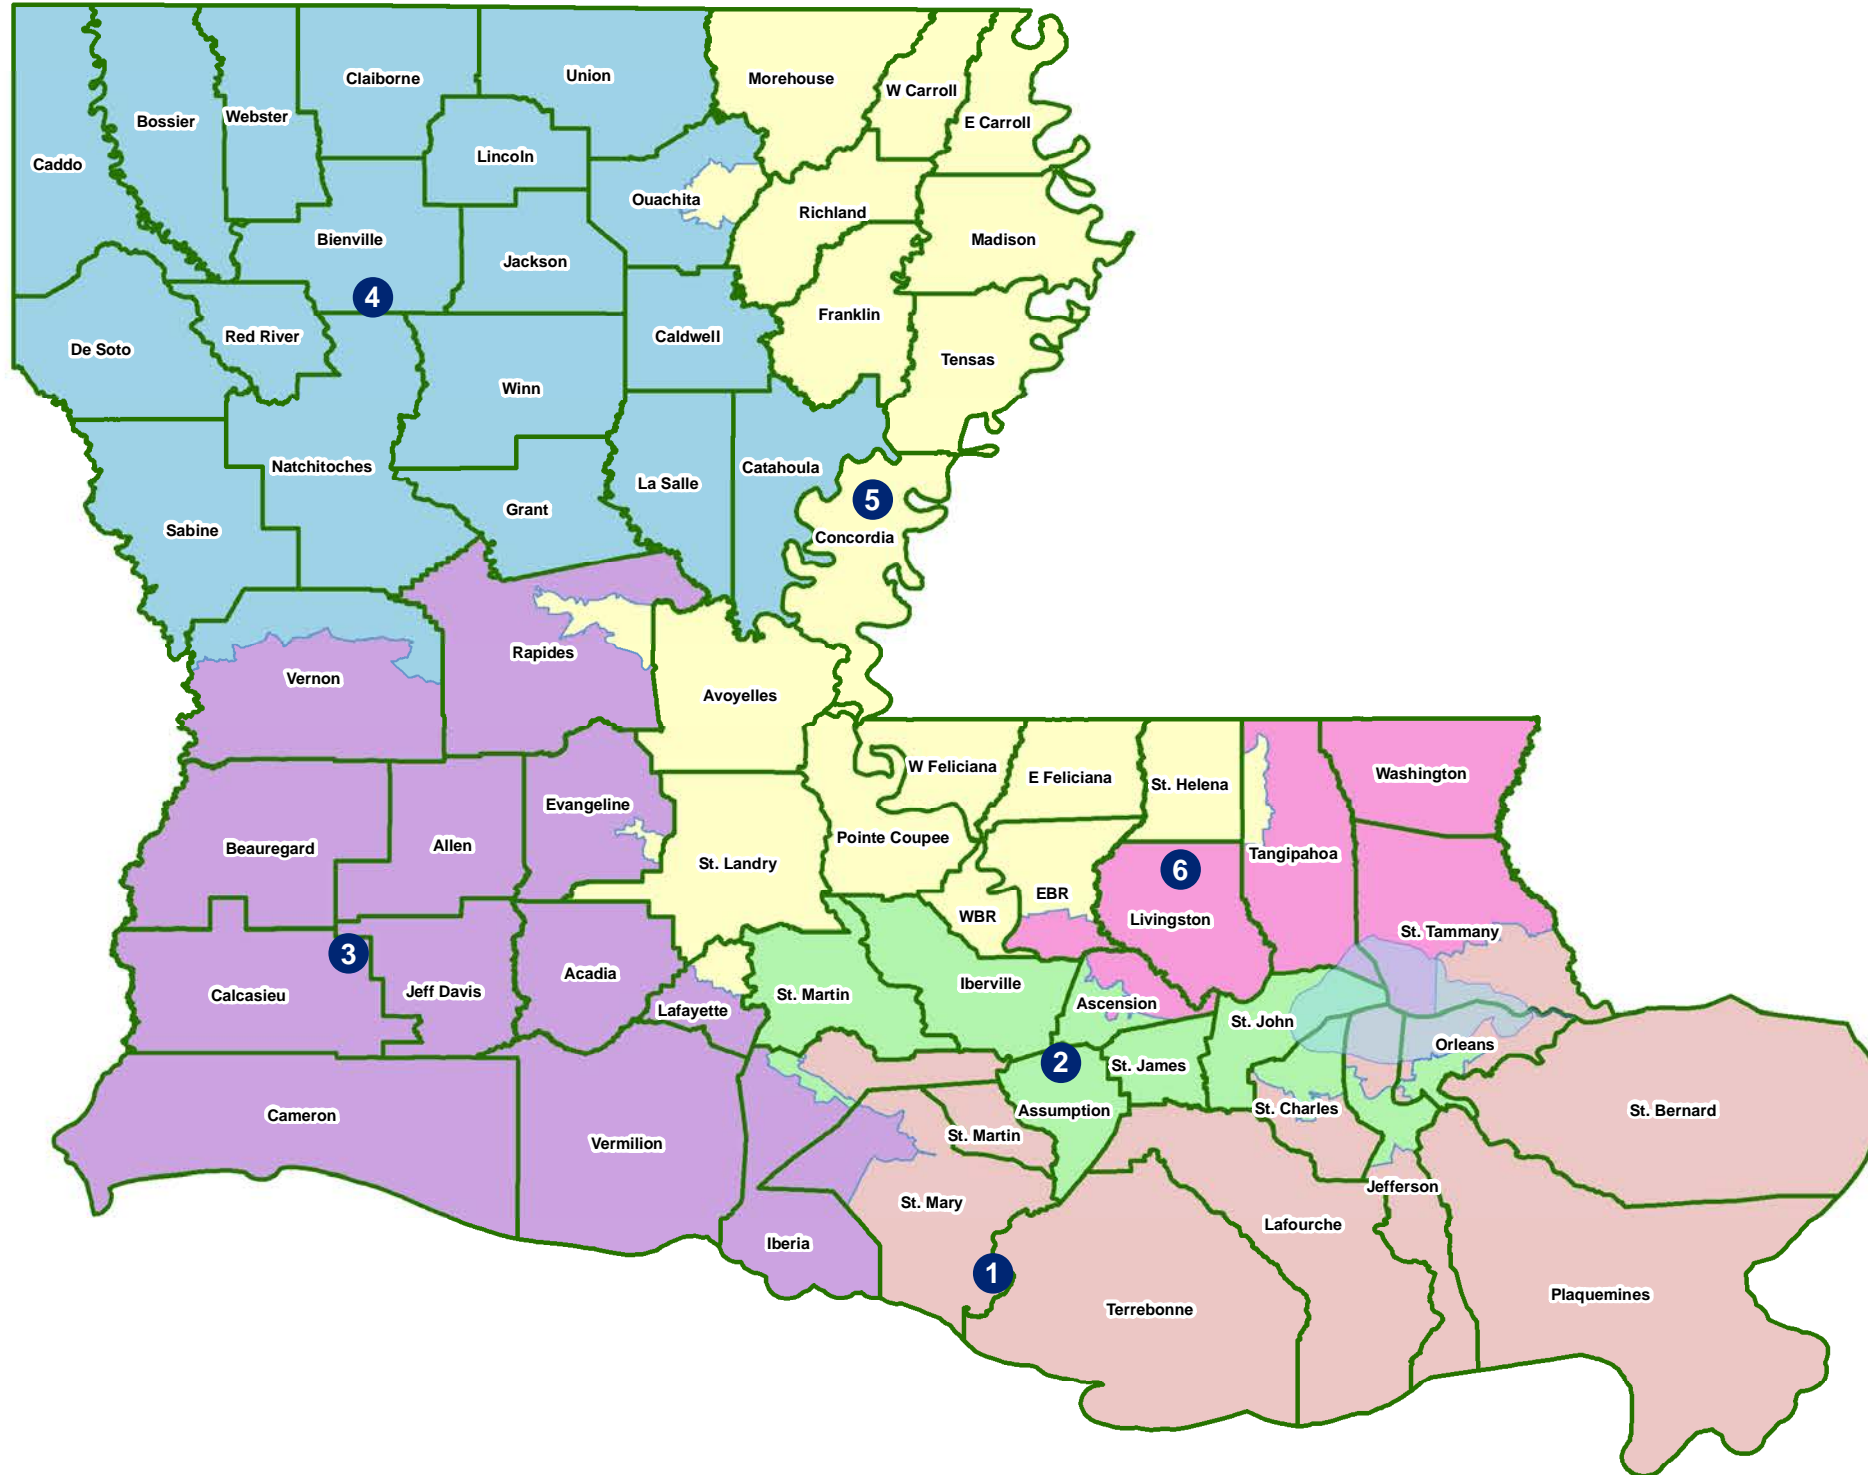 Claiborne
Union
Morehouse
W Carroll
E Carroll
Bossier
Webster
Caddo
Lincoln
Ouachita
Richland
Madison
Bienville
Jackson
4
Franklin
Red River
Caldwell
De Soto
Tensas
Winn
Natchitoches
La Salle
Catahoula
5
Grant
Concordia
Sabine
Rapides
Vernon
Avoyelles
W Feliciana
E Feliciana
St. Helena
Washington
Evangeline
Beauregard
Allen
Pointe Coupee
St. Landry
Tangipahoa
6
EBR
WBR
Livingston
St. Tammany
3
Acadia
Iberville
Calcasieu
Jeff Davis
St. Martin
Ascension
Lafayette
St. John
Orleans
2
St. James
Cameron
Assumption
St. Charles
St. Bernard
Vermilion
St. Martin
Jefferson
St. Mary
Lafourche
Iberia
1
Terrebonne
Plaquemines